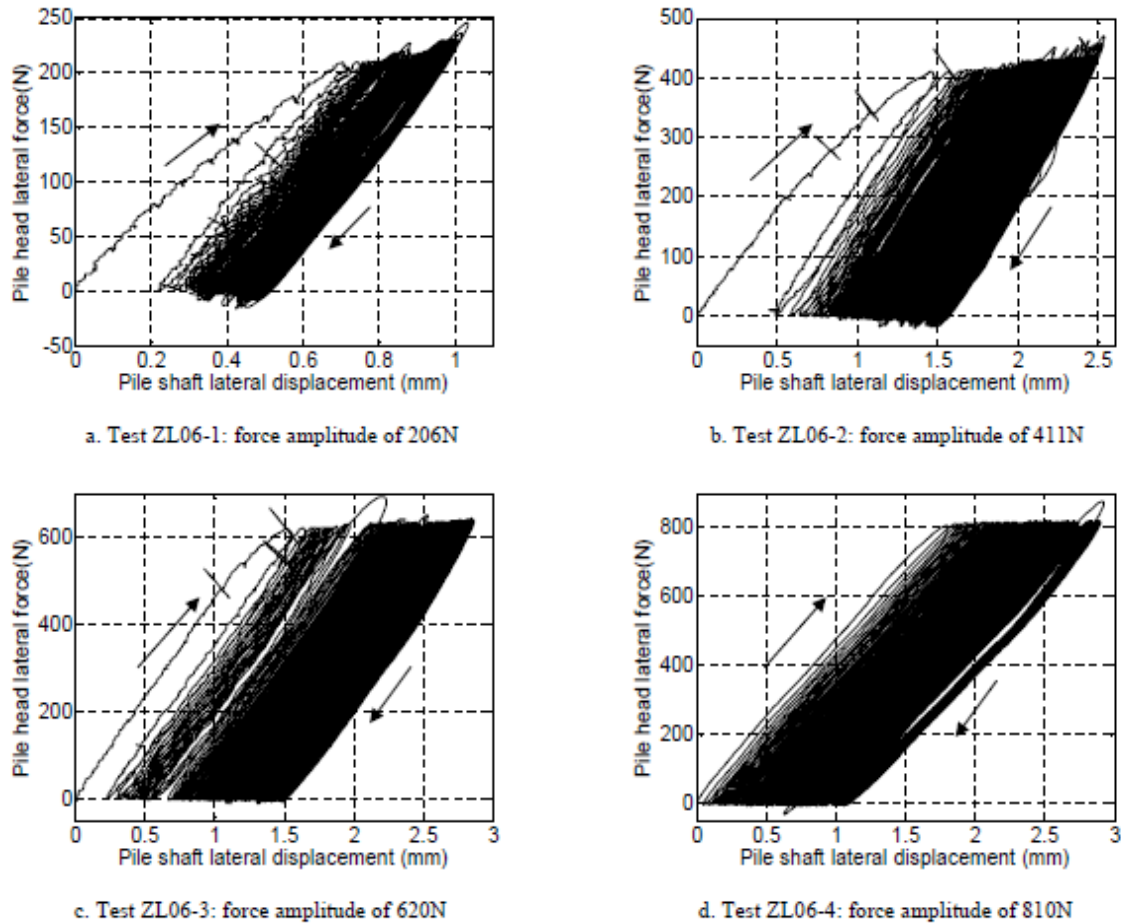 250
200
150
100
50
0
-50
0 0.2 0.4 0.6 0.8 1
Pile head lateral force(N)
Pile shaft lateral displacement (mm)
a. Test ZL06-1: force amplitude of 206N
500
400
300
200
100
0
0 0.5 1 1.5 2 2.5
Pile head lateral force(N)
Pile shaft lateral displacement (mm)
b. Test ZL06-2: force amplitude of 411N
600
400
200
0
0 0.5 1 1.5 2 2.5 3
Pile head lateral force(N)
Pile shaft lateral displacement (mm)
c. Test ZL06-3: force amplitude of 620N
800
600
400
200
0
0 0.5 1 1.5 2 2.5 3
Pile head lateral force(N)
Pile shaft lateral displacement (mm)
d. Test ZL06-4: force amplitude of 810N